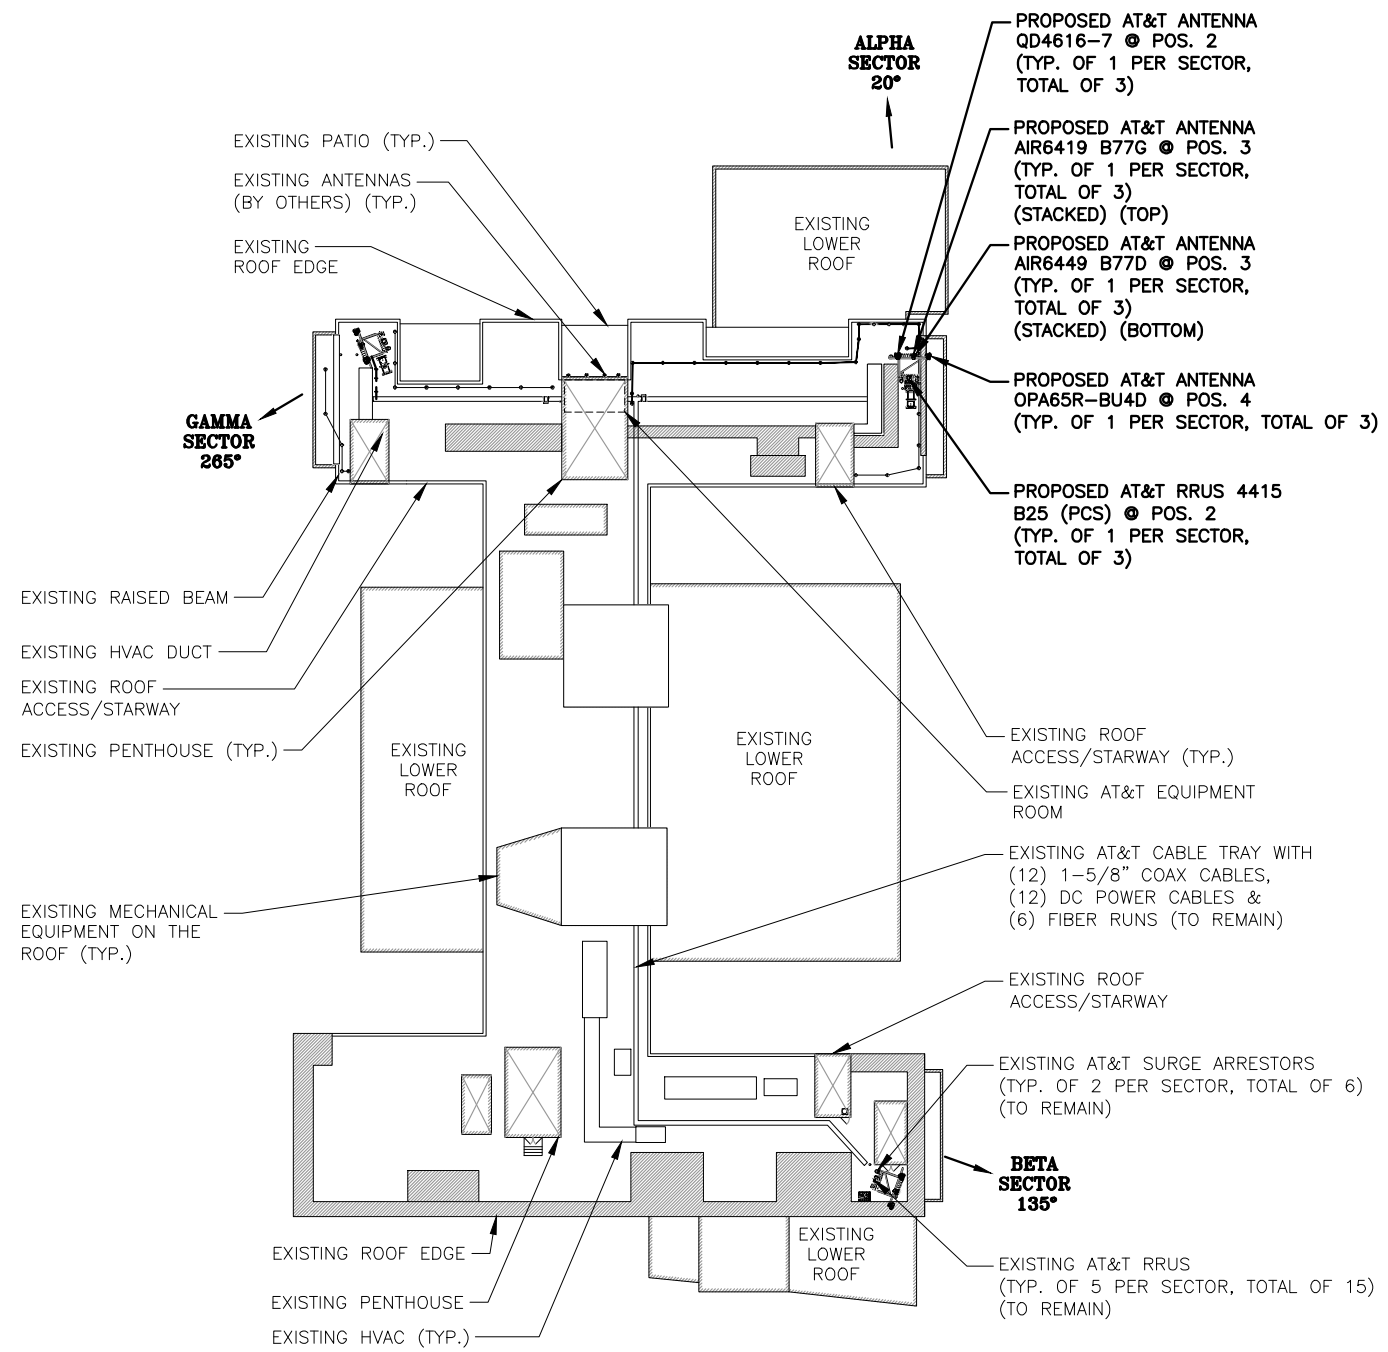 PROPOSED AT&T ANTENNA
QD4616-7 @ POS. 2
(TYP. OF 1 PER SECTOR,
TOTAL OF 3)
ALPHA
SECTOR
20°
PROPOSED AT&T ANTENNA
AIR6419 B77G @ POS. 3
(TYP. OF 1 PER SECTOR,
TOTAL OF 3)
(STACKED) (TOP)
EXISTING PATIO (TYP.)
EXISTING ANTENNAS
(BY OTHERS) (TYP.)
EXISTING
ROOF EDGE
EXISTING
LOWER
ROOF
PROPOSED AT&T ANTENNA
AIR6449 B77D @ POS. 3
(TYP. OF 1 PER SECTOR,
TOTAL OF 3)
(STACKED) (BOTTOM)
PROPOSED AT&T ANTENNA
OPA65R-BU4D @ POS. 4
(TYP. OF 1 PER SECTOR, TOTAL OF 3)
GAMMA
SECTOR
265°
PROPOSED AT&T RRUS 4415
B25 (PCS) @ POS. 2
(TYP. OF 1 PER SECTOR,
TOTAL OF 3)
EXISTING RAISED BEAM
EXISTING HVAC DUCT
EXISTING ROOF
ACCESS/STARWAY
EXISTING PENTHOUSE (TYP.)
EXISTING
LOWER
ROOF
EXISTING
LOWER
ROOF
EXISTING ROOF
ACCESS/STARWAY (TYP.)
EXISTING AT&T EQUIPMENT
ROOM
EXISTING AT&T CABLE TRAY WITH
(12) 1-5/8" COAX CABLES,
(12) DC POWER CABLES &
(6) FIBER RUNS (TO REMAIN)
EXISTING MECHANICAL
EQUIPMENT ON THE
ROOF (TYP.)
EXISTING ROOF
ACCESS/STARWAY
EXISTING AT&T SURGE ARRESTORS
(TYP. OF 2 PER SECTOR, TOTAL OF 6)
(TO REMAIN)
BETA
SECTOR
135°
EXISTING
LOWER
ROOF
EXISTING ROOF EDGE
EXISTING PENTHOUSE
EXISTING HVAC (TYP.)
EXISTING AT&T RRUS
(TYP. OF 5 PER SECTOR, TOTAL OF 15)
(TO REMAIN)